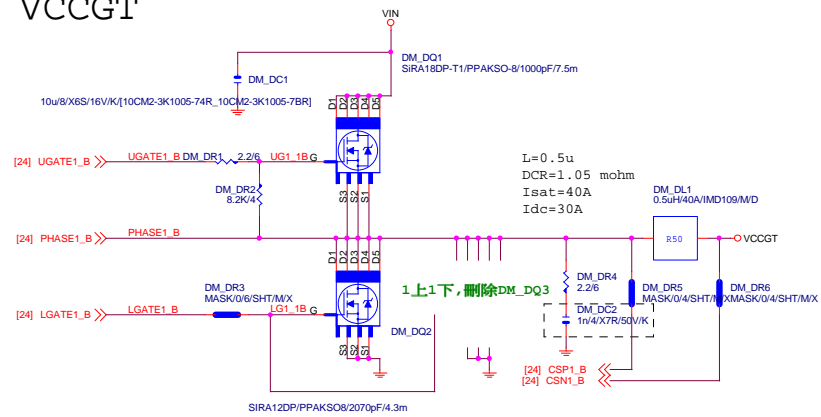 VCCGT
VIN
DM_DQ1
SiRA18DP-T1/PPAKSO-8/1000pF/7.5m
DM_DC1
10u/8/X6S/16V/K/[10CM2-3K1005-74R_10CM2-3K1005-7BR]
D1
D2
D3
D4
D5
[24] UGATE1_B
UGATE1_B
DM_DR1
2.2/6
UG1_1B
G
S3
S2
S1
DM_DR2
8.2K/4
L=0.5u
DCR=1.05 mohm
Isat=40A
Idc=30A
DM_DL1
0.5uH/40A/IMD109/M/D
R50
VCCGT
[24] PHASE1_B
PHASE1_B
D1
D2
D3
D4
D5
DM_DR3
MASK/0/6/SHT/M/X
[24] LGATE1_B
LGATE1_B
LG1_1B
G
DM_DQ2
S3
S2
S1
1上1下,刪除DM_DQ3
DM_DR4
2.2/6
DM_DC2
1n/4/X7R/50V/K
DM_DR5
MASK/0/4/SHT/M/X
DM_DR6
MASK/0/4/SHT/M/X
[24] CSP1_B
[24] CSN1_B
SIRA12DP/PPAKSO8/2070pF/4.3m